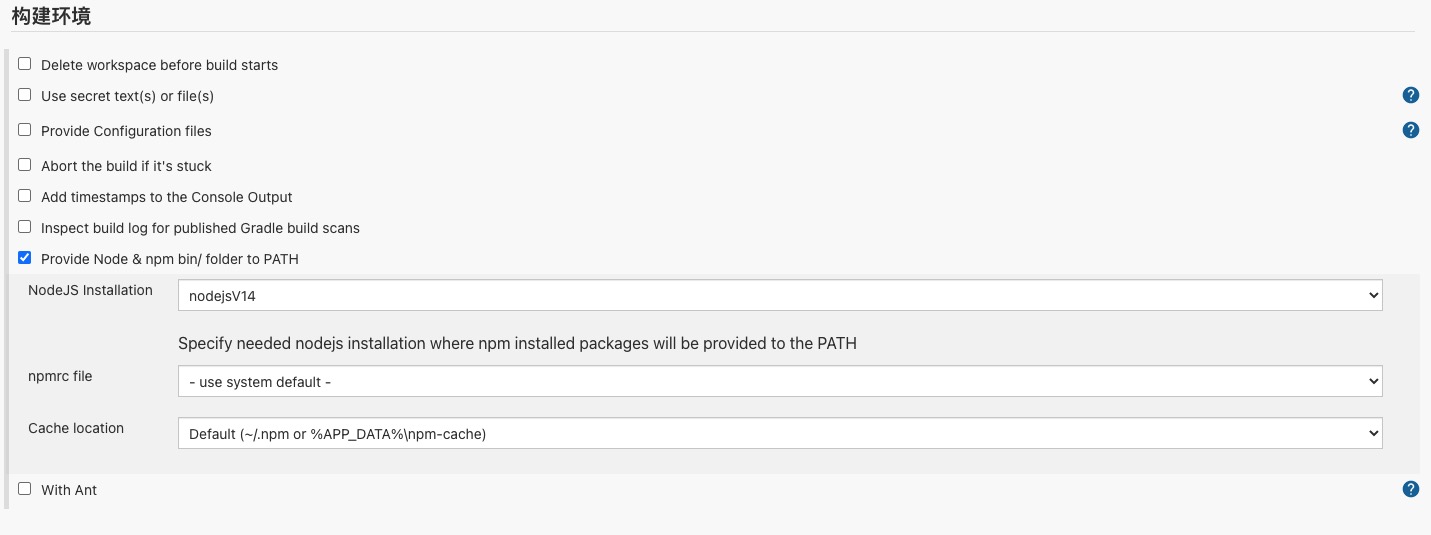 构建环境
Delete workspace before build starts
Use secret text(s) or file(s)
Provide Configuration files
Abort the build if it's stuck
Add timestamps to the Console Output
Inspect build log for published Gradle build scans
Provide Node & npm bin/ folder to PATH
NodeJS Installation nodejsV14
Specify needed nodejs installation where npm installed packages will be provided to the PATH
npmrc file - use system default -
Cache location Default (~/.npm or %APP_DATA%\npm-cache)
With Ant